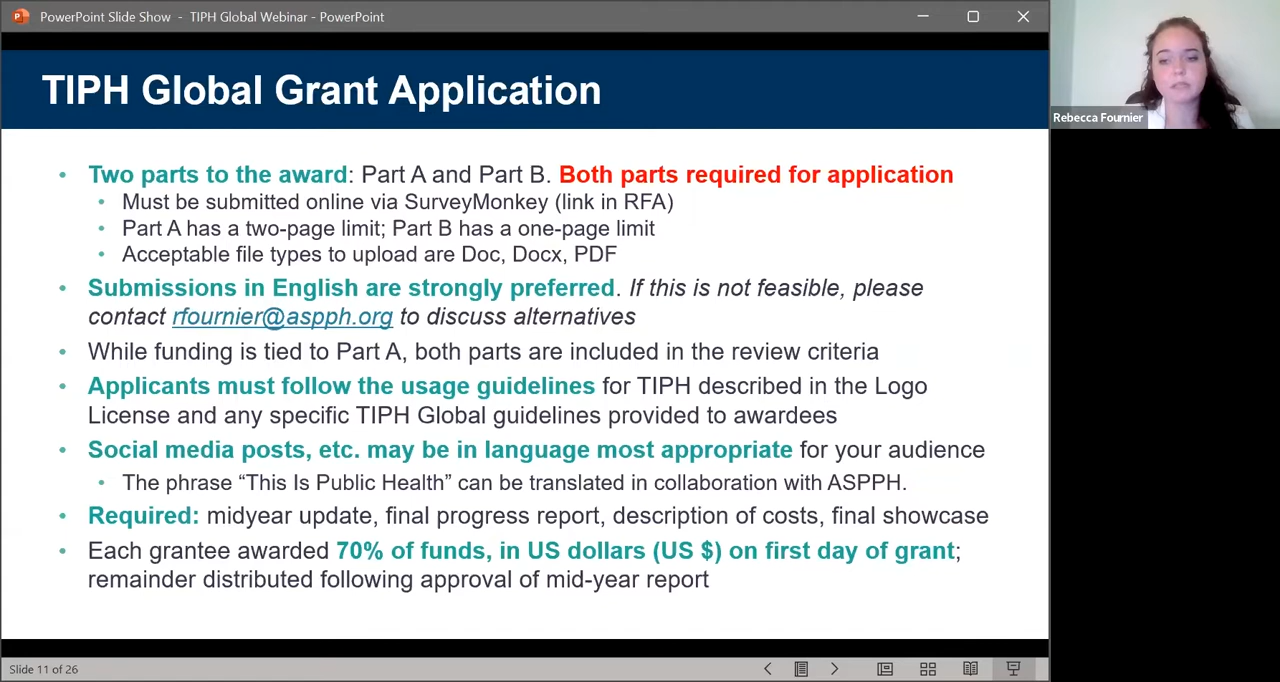 PowerPoint Slide Show - TIPH Global Webinar - PowerPoint
TIPH Global Grant Application
Rebecca Fournier
• Two parts to the award: Part A and Part B. Both parts required for application
• Must be submitted online via SurveyMonkey (link in RFA)
• Part A has a two-page limit; Part B has a one-page limit
• Acceptable file types to upload are Doc, Docx, PDF
• Submissions in English are strongly preferred. If this is not feasible, please
contact rfournier@aspph.org to discuss alternatives
• While funding is tied to Part A, both parts are included in the review criteria
• Applicants must follow the usage guidelines for TIPH described in the Logo
License and any specific TIPH Global guidelines provided to awardees
• Social media posts, etc. may be in language most appropriate for your audience
• The phrase “This Is Public Health” can be translated in collaboration with ASPPH.
• Required: midyear update, final progress report, description of costs, final showcase
• Each grantee awarded 70% of funds, in US dollars (US $) on first day of grant;
remainder distributed following approval of mid-year report
Slide 11 of 26